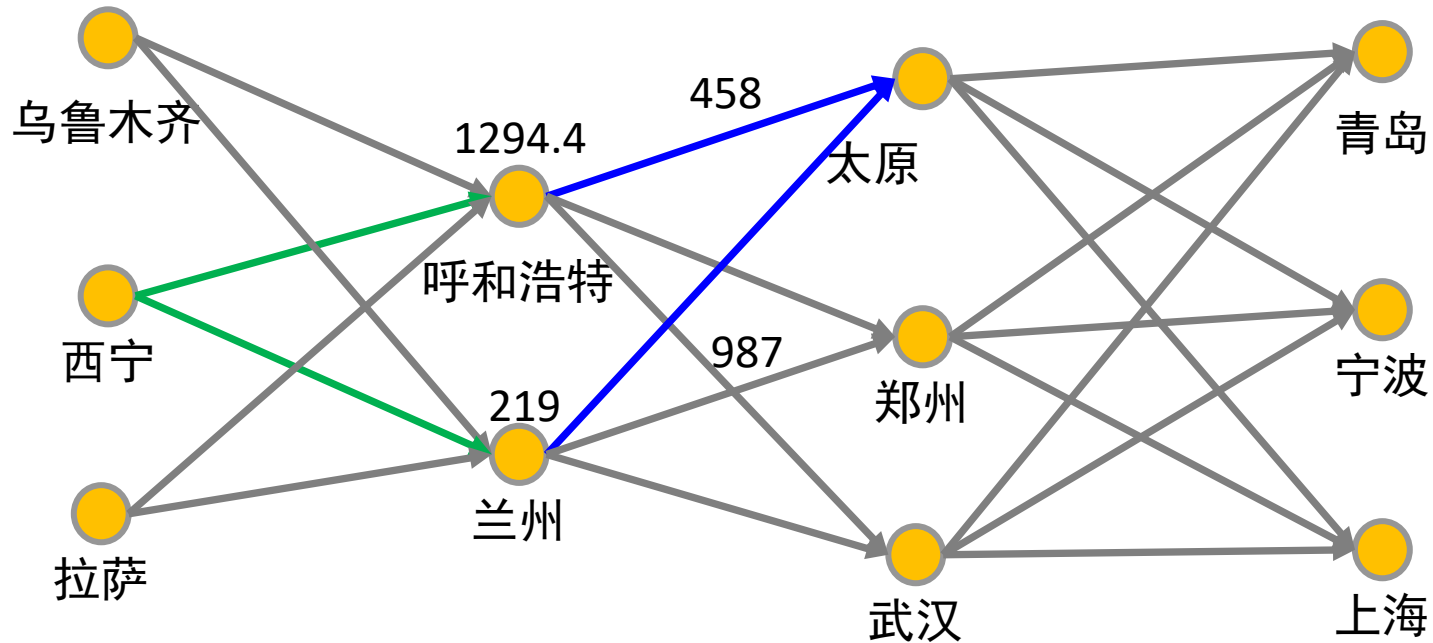 乌鲁木齐
西宁
拉萨
1294.4
呼和浩特
219
兰州
458
987
太原
郑州
武汉
青岛
宁波
上海